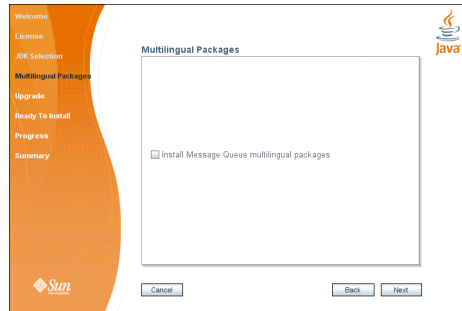 Welcome
License
JDK Selection
Multilingual Packages
Upgrade
Ready To Install
Progress
Summary
Sun
Java
Multilingual Packages
Install Message Queue multilingual packages
Cancel
Back
Next